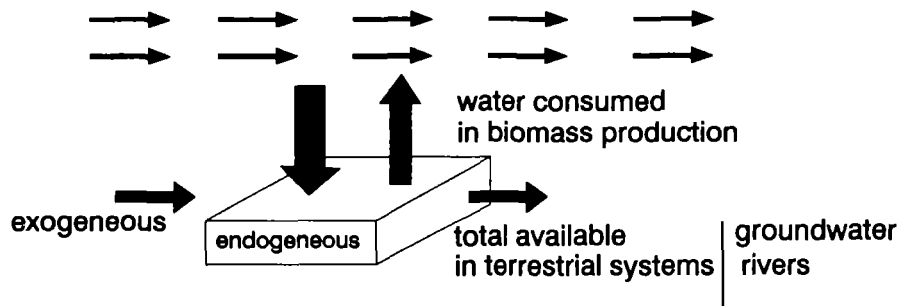 water consumed
in biomass production
exogeneous
endogeneous
total available
in terrestrial systems
groundwater
rivers